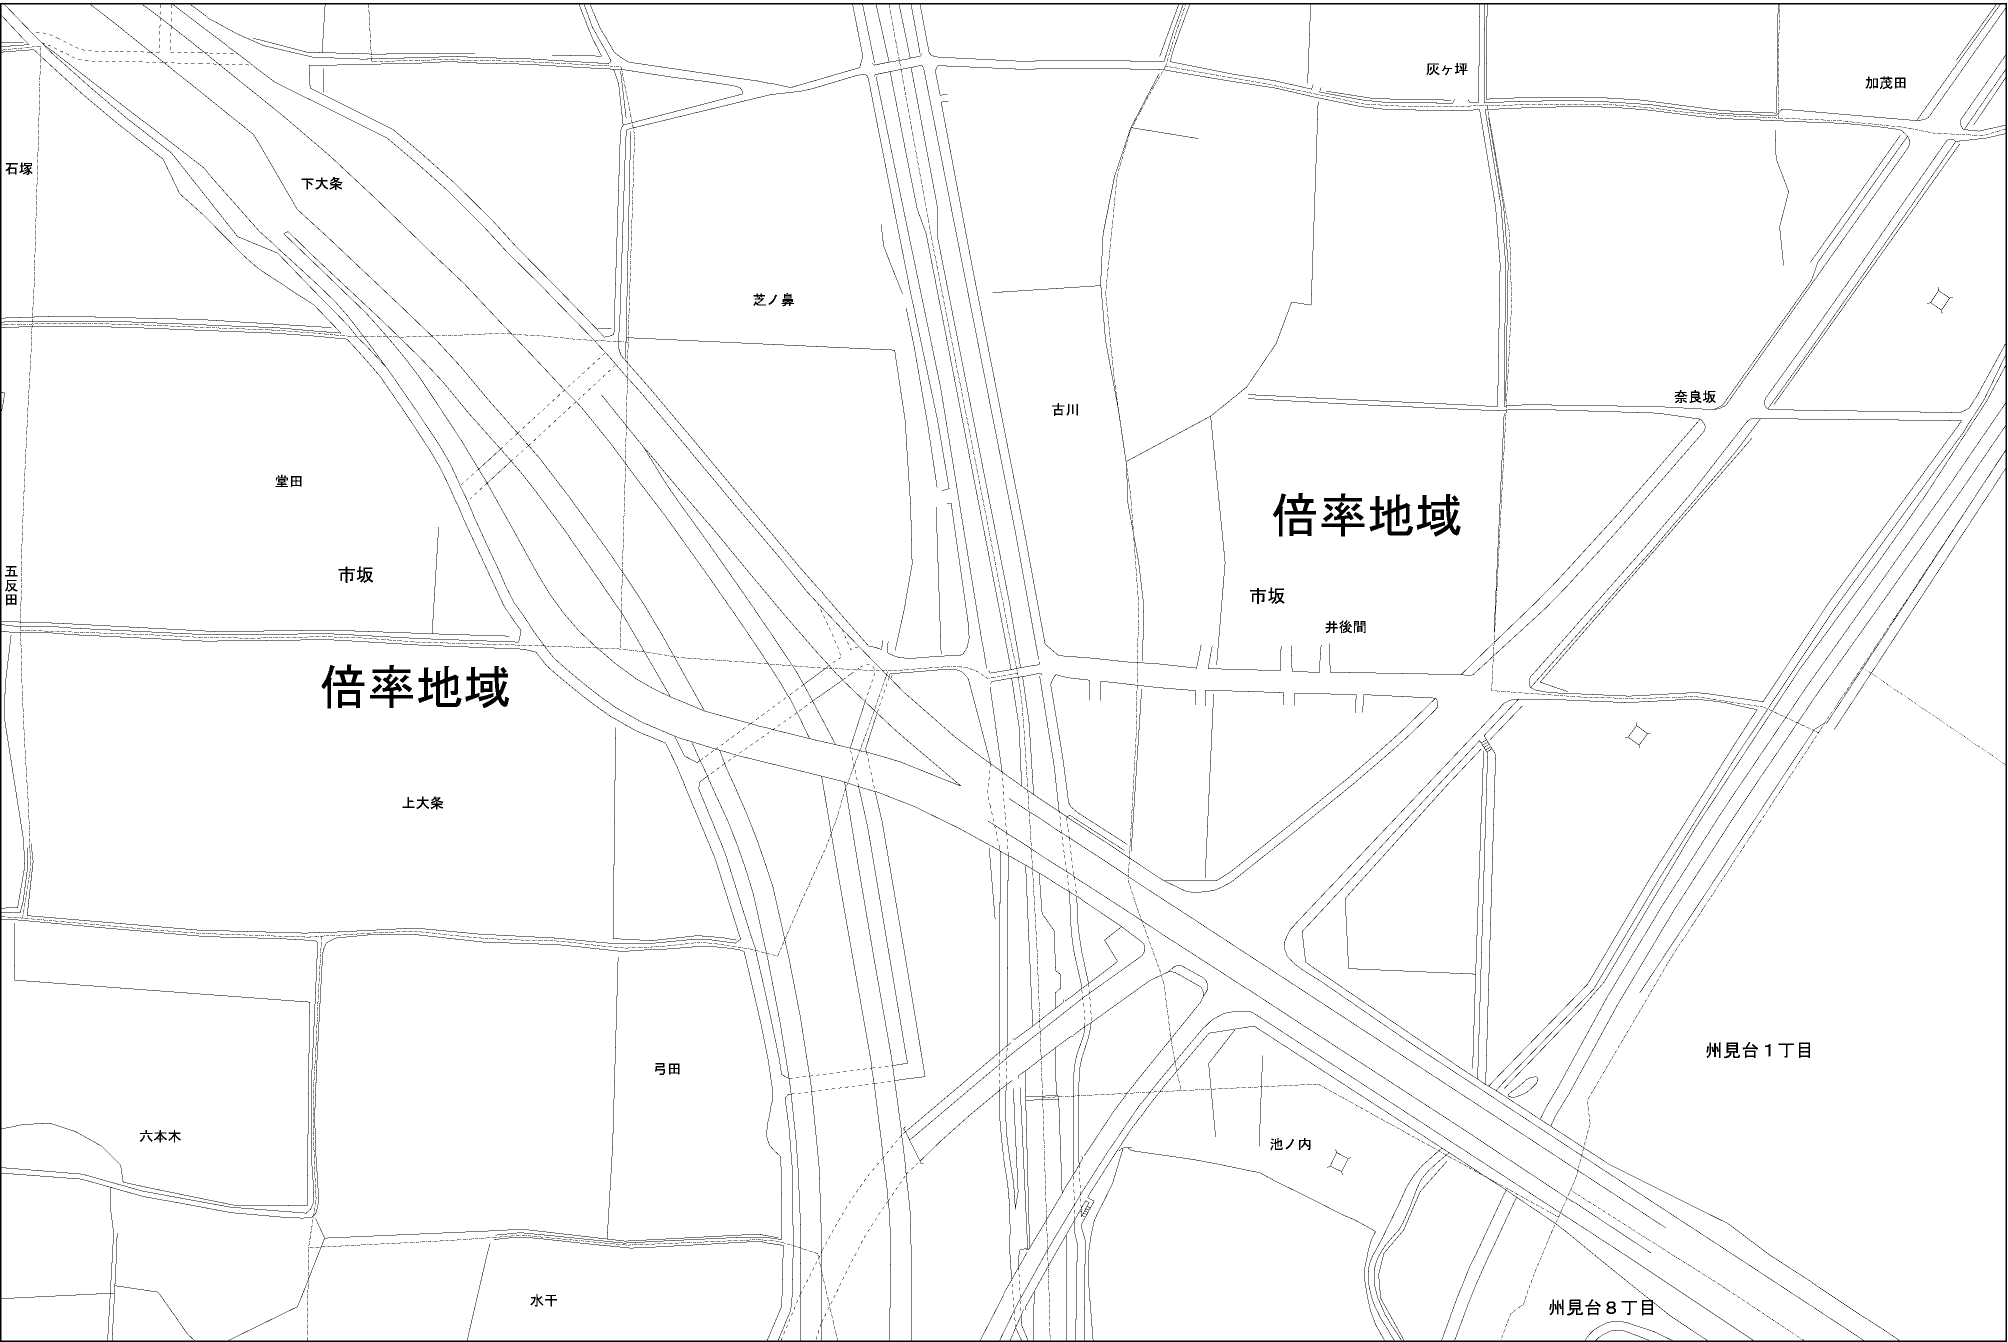 灰ヶ坪
加茂田
石塚
下大条
芝ノ鼻
奈良坂
古川
堂田
倍率地域
市坂
五反田
市坂
井後間
倍率地域
上大条
州見台1丁目
弓田
六本木
池ノ内
水干
州見台8丁目